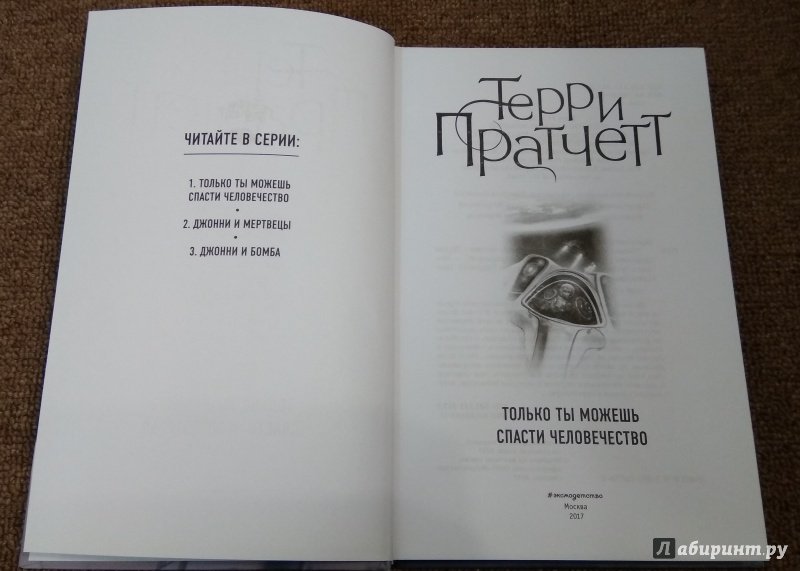 ЧИТАЙТЕ В СЕРИИ:
1. ТОЛЬКО ТЫ МОЖЕШЬ
СПАСТИ ЧЕЛОВЕЧЕСТВО
•
2. ДЖОННИ И МЕРТВЕЦЫ
•
3. ДЖОННИ И БОМБА
Терри
Пратчетт
ТОЛЬКО ТЫ МОЖЕШЬ
СПАСТИ ЧЕЛОВЕЧЕСТВО
#эксмодетство
Москва
2017
Лабиринт.ру